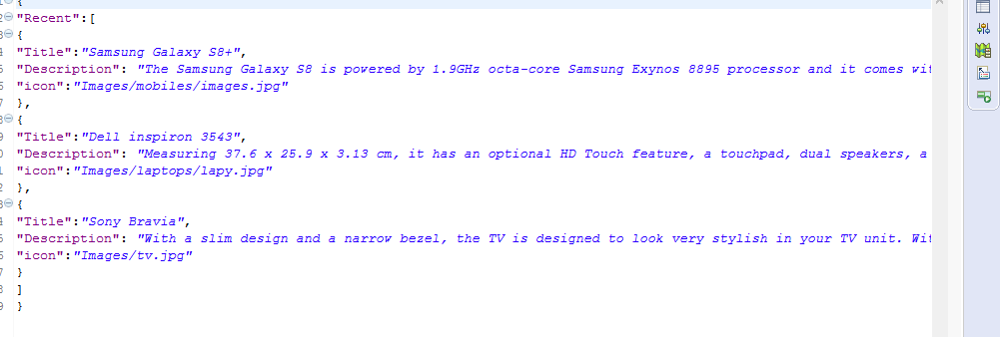 {
"Recent":[
{
"Title":"Samsung Galaxy S8+",
"Description": "The Samsung Galaxy S8 is powered by 1.9GHz octa-core Samsung Exynos 8895 processor and it comes
"icon":"Images/mobiles/images.jpg"
},
{
"Title":"Dell inspiron 3543",
"Description": "Measuring 37.6 x 25.9 x 3.13 cm, it has an optional HD Touch feature, a touchpad, dual speakers, a
"icon":"Images/laptops/lapy.jpg"
},
{
"Title":"Sony Bravia",
"Description": "With a slim design and a narrow bezel, the TV is designed to look very stylish in your TV unit.
"icon":"Images/tv.jpg"
}
]
}